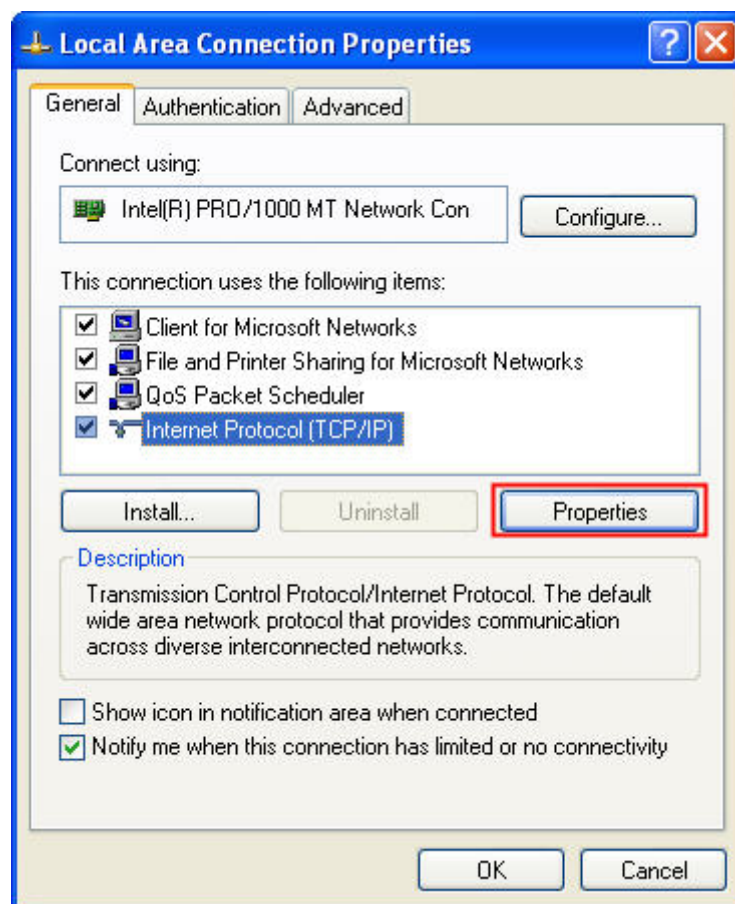 Local Area Connection Properties
General Authentication Advanced
Connect using:
Intel(R) PRO/1000 MT Network Con
Configure...
This connection uses the following items:
Client for Microsoft Networks
File and Printer Sharing for Microsoft Networks
QoS Packet Scheduler
Internet Protocol (TCP/IP)
Install... Uninstall Properties
Description
Transmission Control Protocol/Internet Protocol. The default
wide area network protocol that provides communication
across diverse interconnected networks.
Show icon in notification area when connected
Notify me when this connection has limited or no connectivity
OK Cancel